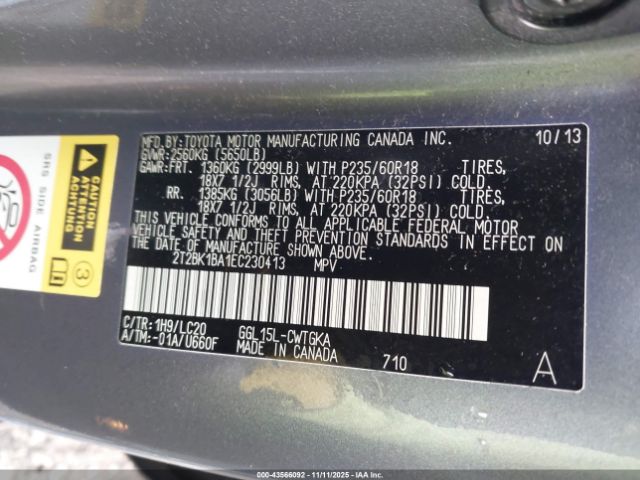 MFD.BY:TOYOTA MOTOR MANUFACTURING CANADA INC. 10/13
GVWR:2560KG (5650LB)
GAWR:FRT. 1360KG (2999LB) WITH P235/60R18 TIRES,
18X7 1/2J RIMS, AT 220KPA (32PSI) COLD.
RR. 1385KG (3056LB) WITH P235/60R18 TIRES,
18X7 1/2J RIMS, AT 220KPA (32PSI) COLD.
THIS VEHICLE CONFORMS TO ALL APPLICABLE FEDERAL MOTOR
VEHICLE SAFETY AND THEFT PREVENTION STANDARDS IN EFFECT ON
THE DATE OF MANUFACTURE SHOWN ABOVE.
2T2BK1BA1EC230413 MPV
C/TR: 1H9/LC20 GGL15L-CWTGKA
A/TM:-01A/U660F MADE IN CANADA 710 A
SRS SIDE AIRBAG
CAUTION
ATTENTION
ACHTUNG
3
000-43566092 - 11/11/2025 - IAAI.COM